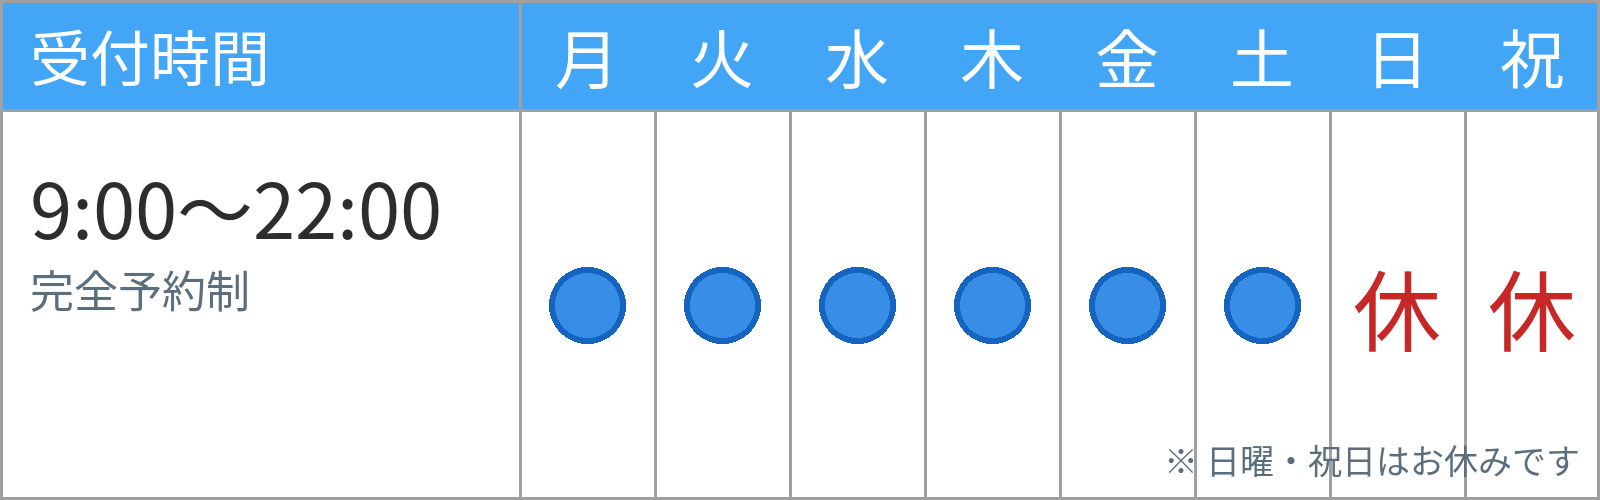 受付時間 月 火 水 木 金 土 日 祝
9:00〜22:00
完全予約制
休 休
※ 日曜・祝日はお休みです